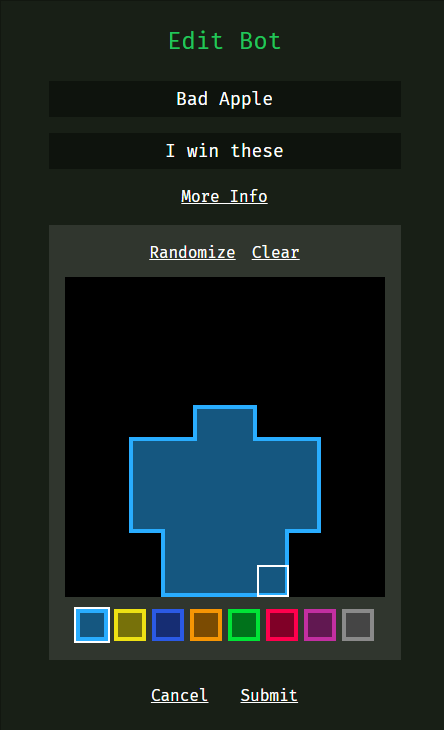 Edit Bot
Bad Apple
I win these
More Info
Randomize Clear
Cancel Submit